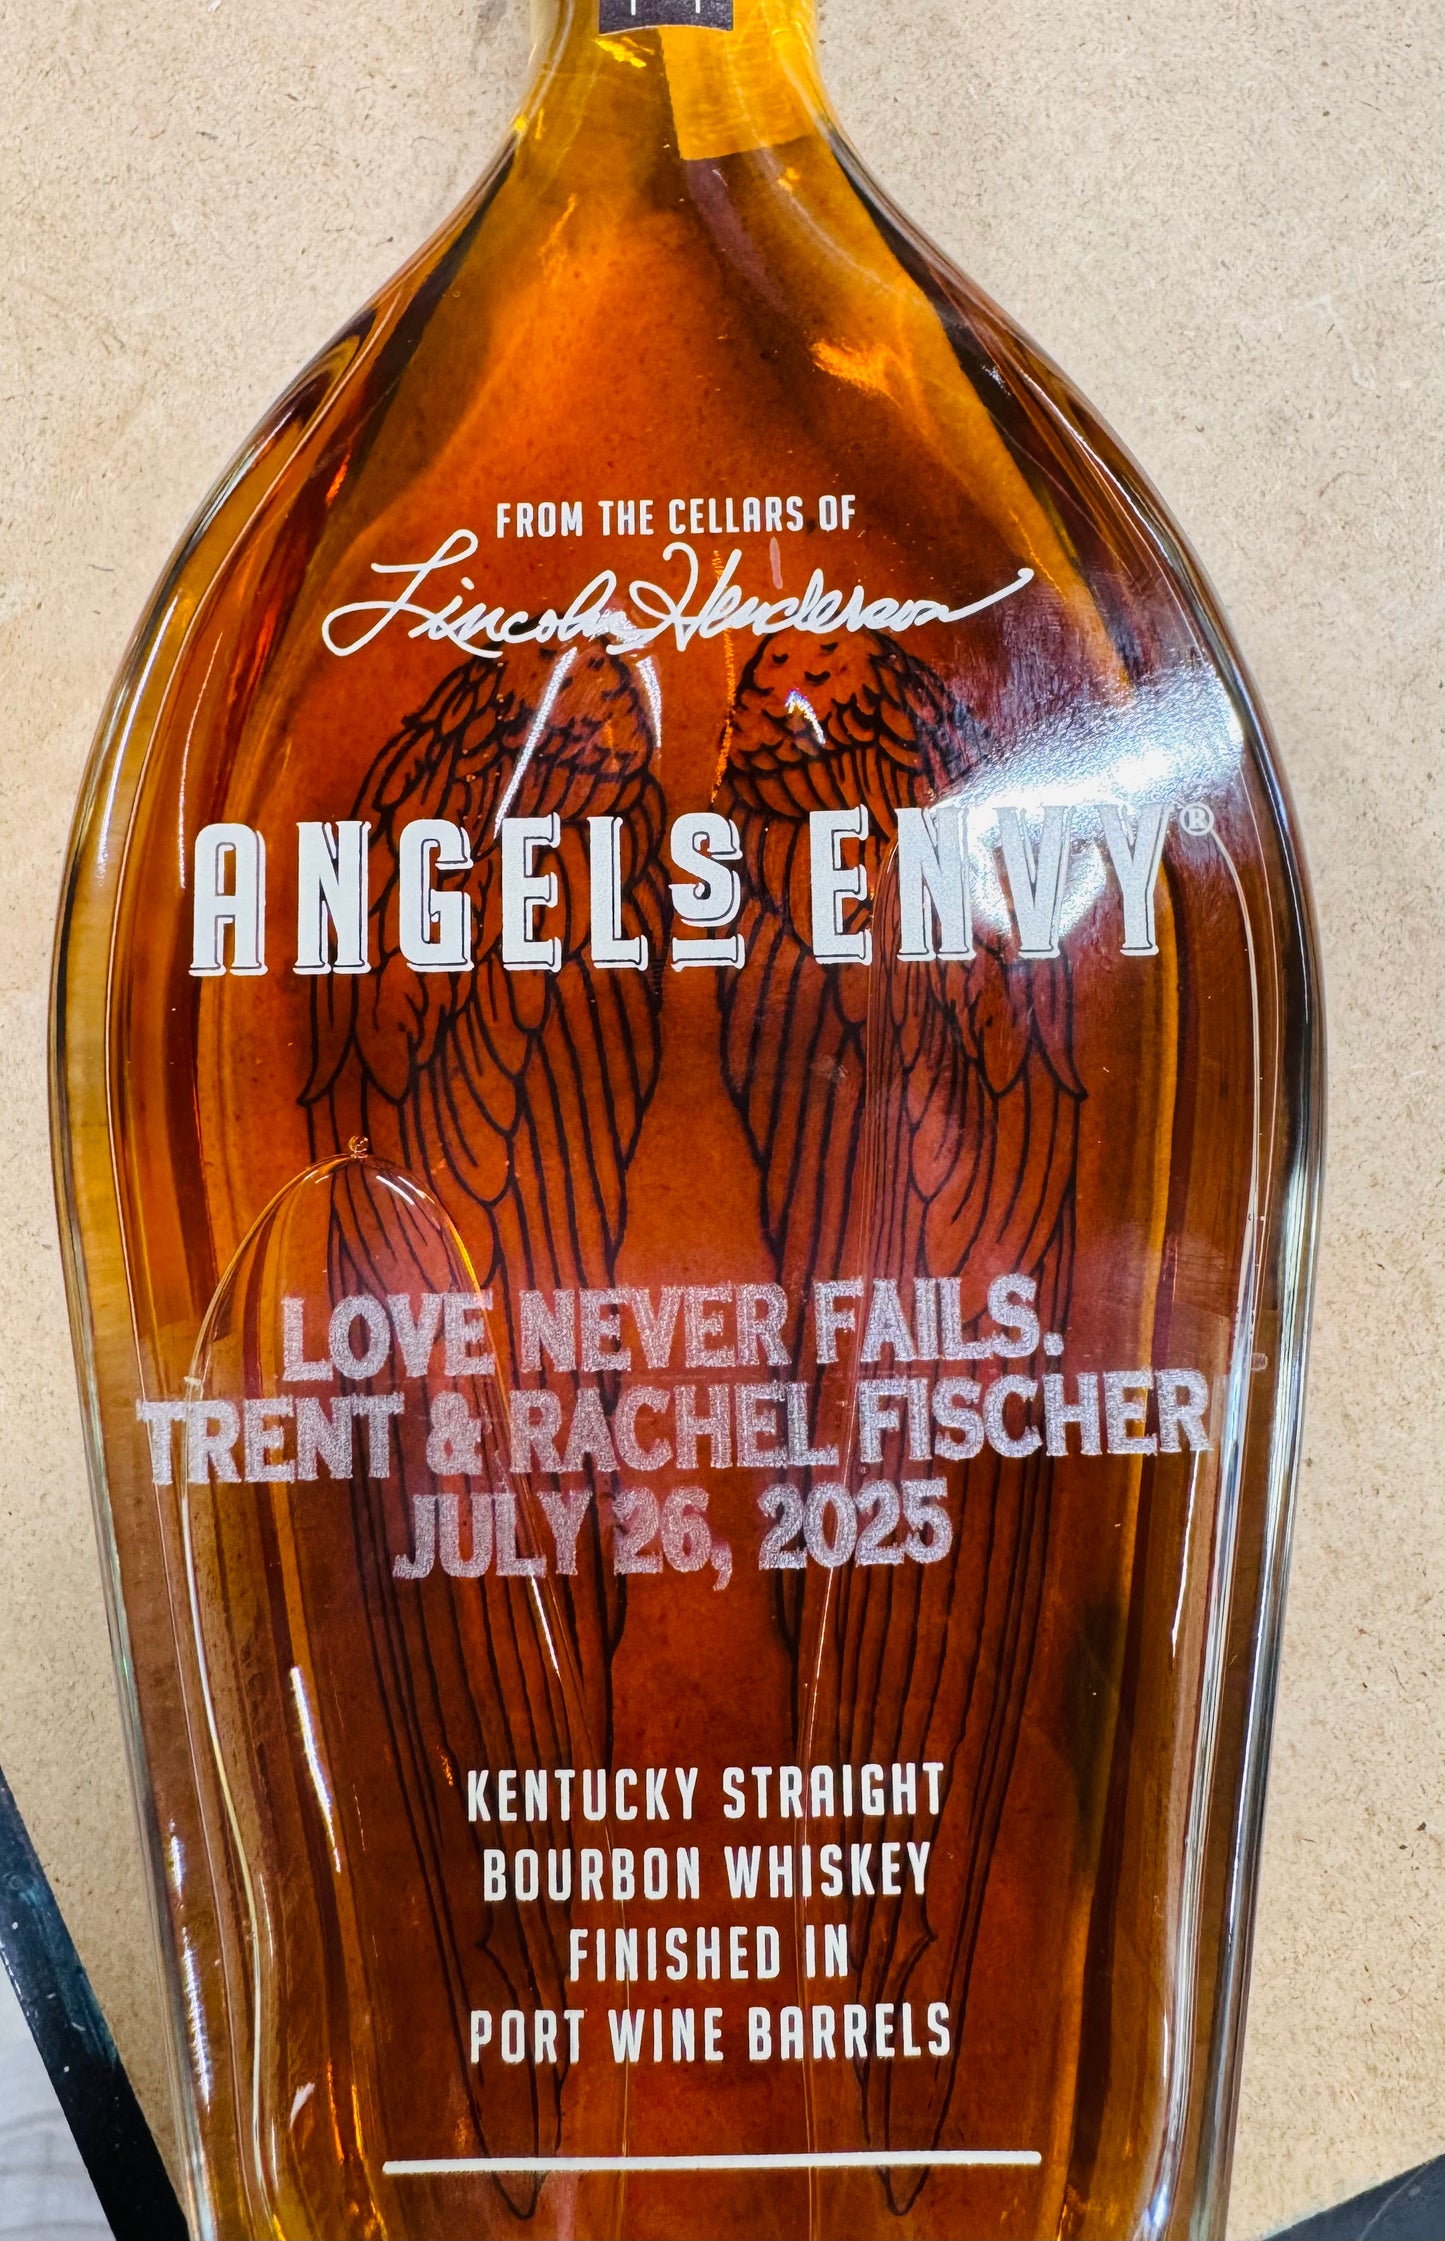 FROM THE CELLARS OF
Lincoln Henderson
ANGELS ENVY®
LOVE NEVER FAILS.
TRENT & RACHEL FISCHER
JULY 26, 2025
KENTUCKY STRAIGHT
BOURBON WHISKEY
FINISHED IN
PORT WINE BARRELS